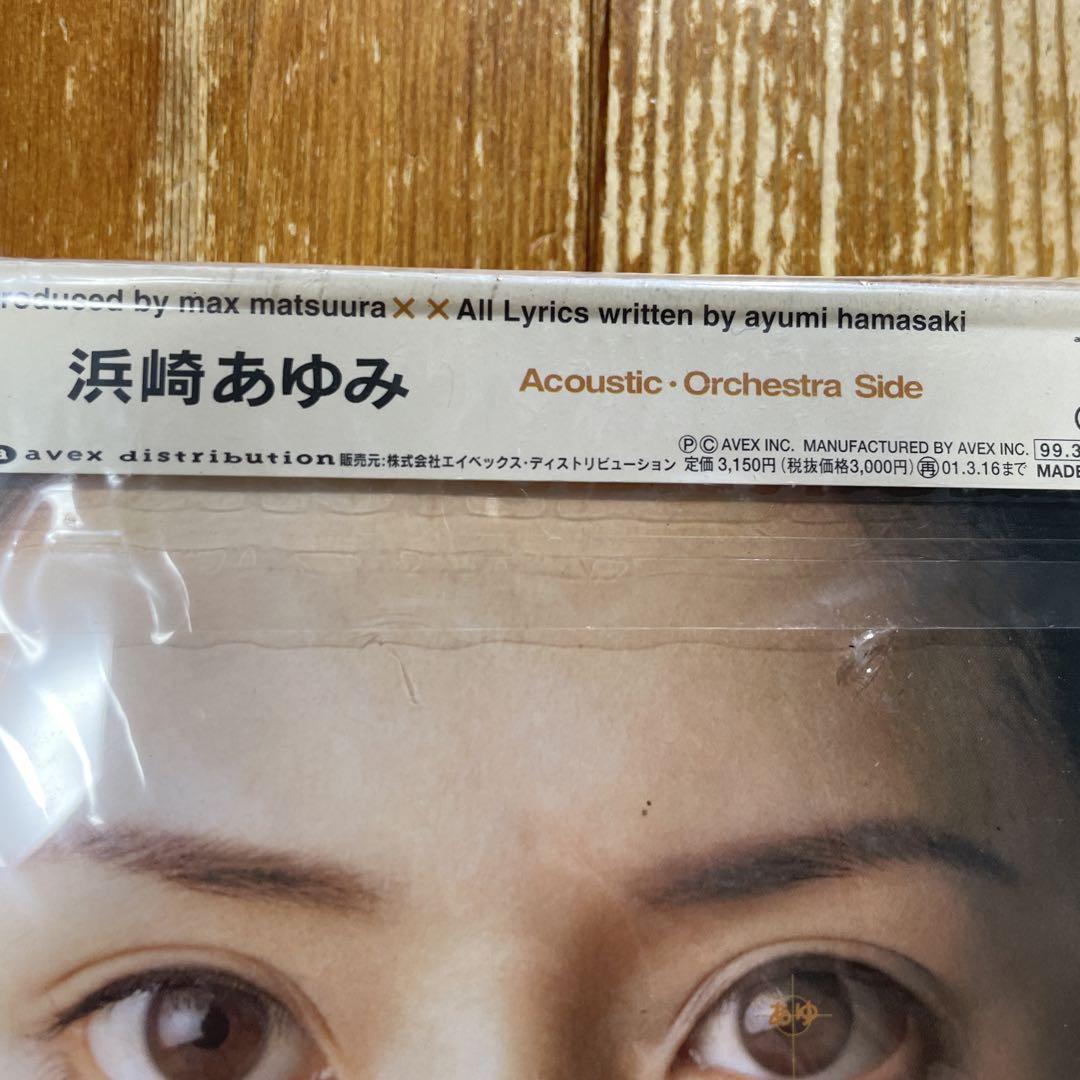 roduced by max matsuura×× All Lyrics written by ayumi hamasaki
浜崎あゆみ
Acoustic・Orchestra Side
a avex distribution 販売元:株式会社エイベックス・ディストリビューション
ⓅⒸ AVEX INC. MANUFACTURED BY AVEX INC. 99.3
定価 3,150円(税抜価格3,000円) 再 01.3.16まで MADE
あゆ